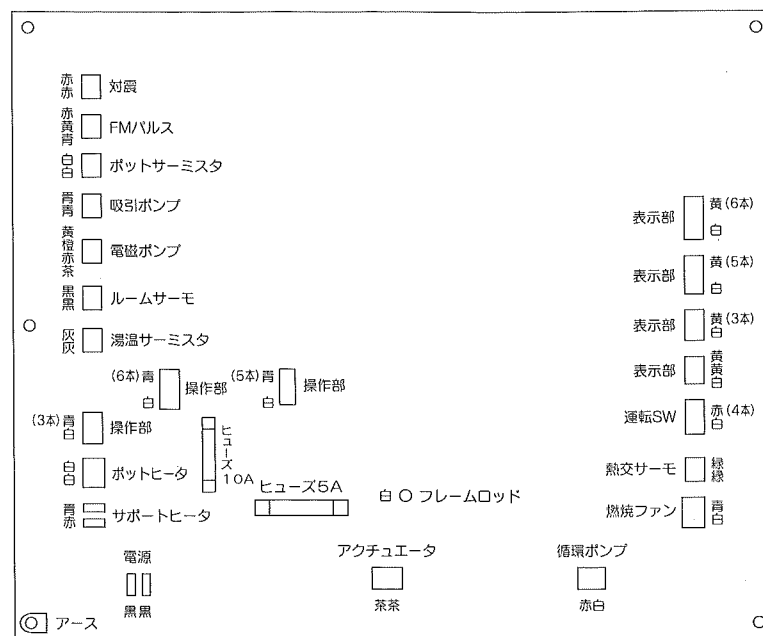 赤赤 対震
赤黄青 FMパルス
白白 ポットサーミスタ
青青 吸引ポンプ
黄橙赤茶 電磁ポンプ
黒黒 ルームサーモ
灰灰 湯温サーミスタ
(6本)青白 操作部
(5本)青白 操作部
(3本)青白 操作部
ヒューズ10A
白白 ポットヒータ
ヒューズ5A
白 フレームロッド
青赤 サポートヒータ
電源
黒黒
アース
アクチュエータ
茶茶
循環ポンプ
赤白
表示部 黄(6本) 白
表示部 黄(5本) 白
表示部 黄(3本) 白
表示部 黄黄白
運転SW 赤(4本) 白
熱交サーモ 緑緑
燃焼ファン 青白